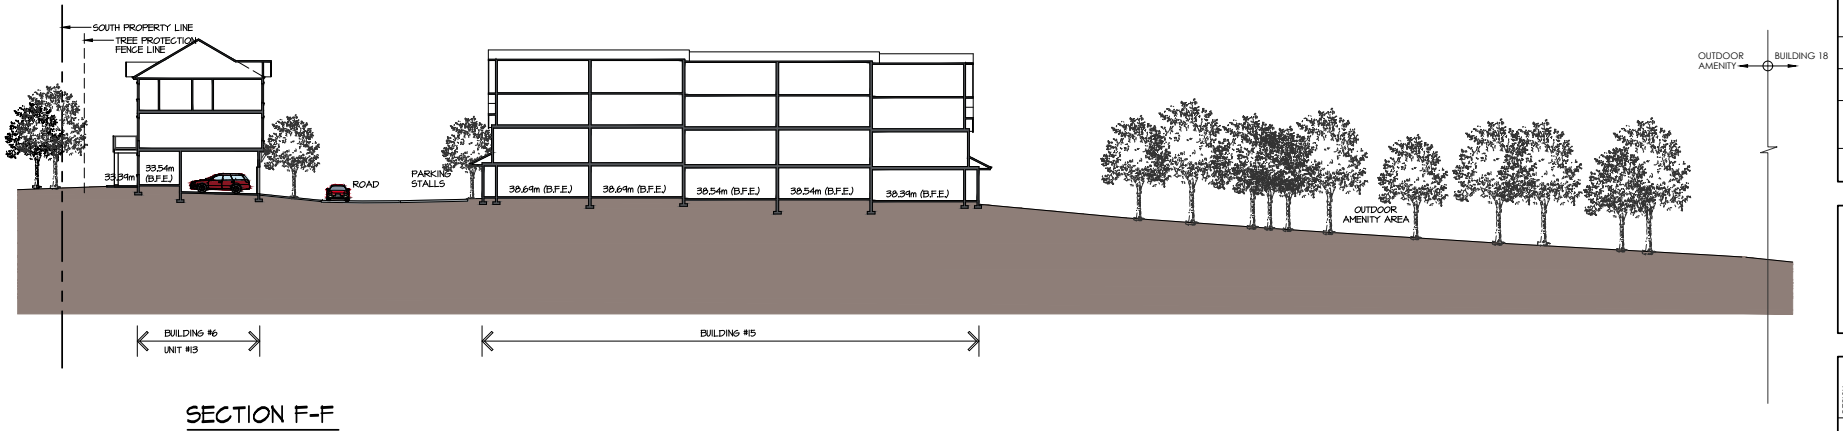 SOUTH PROPERTY LINE
TREE PROTECTION
FENCE LINE
OUTDOOR
AMENITY
BUILDING 18
33.39m
33.54m
(B.F.E.)
ROAD
PARKING
STALLS
38.69m (B.F.E.)
38.69m (B.F.E.)
38.54m (B.F.E.)
38.54m (B.F.E.)
38.39m (B.F.E.)
OUTDOOR
AMENITY AREA
BUILDING #6
UNIT #13
BUILDING #15
SECTION F-F